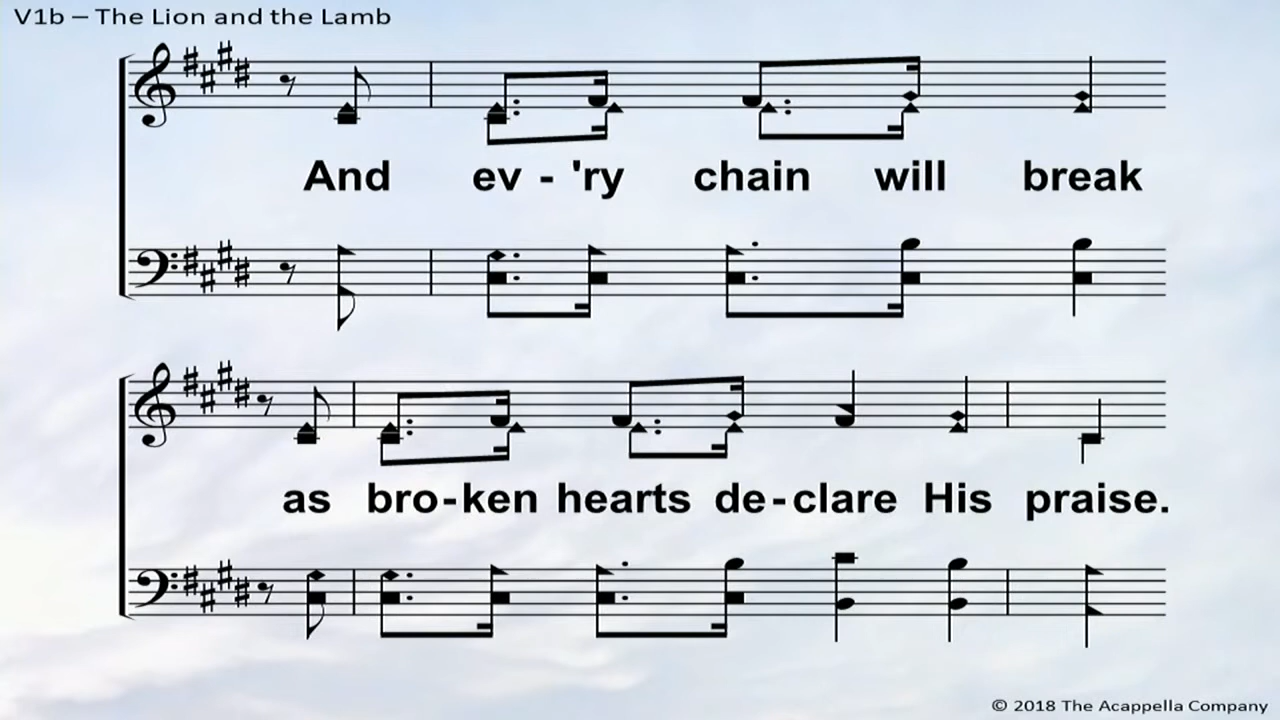 V1b – The Lion and the Lamb
And ev - 'ry chain will break
as bro-ken hearts de-clare His praise.
© 2018 The Acappella Company